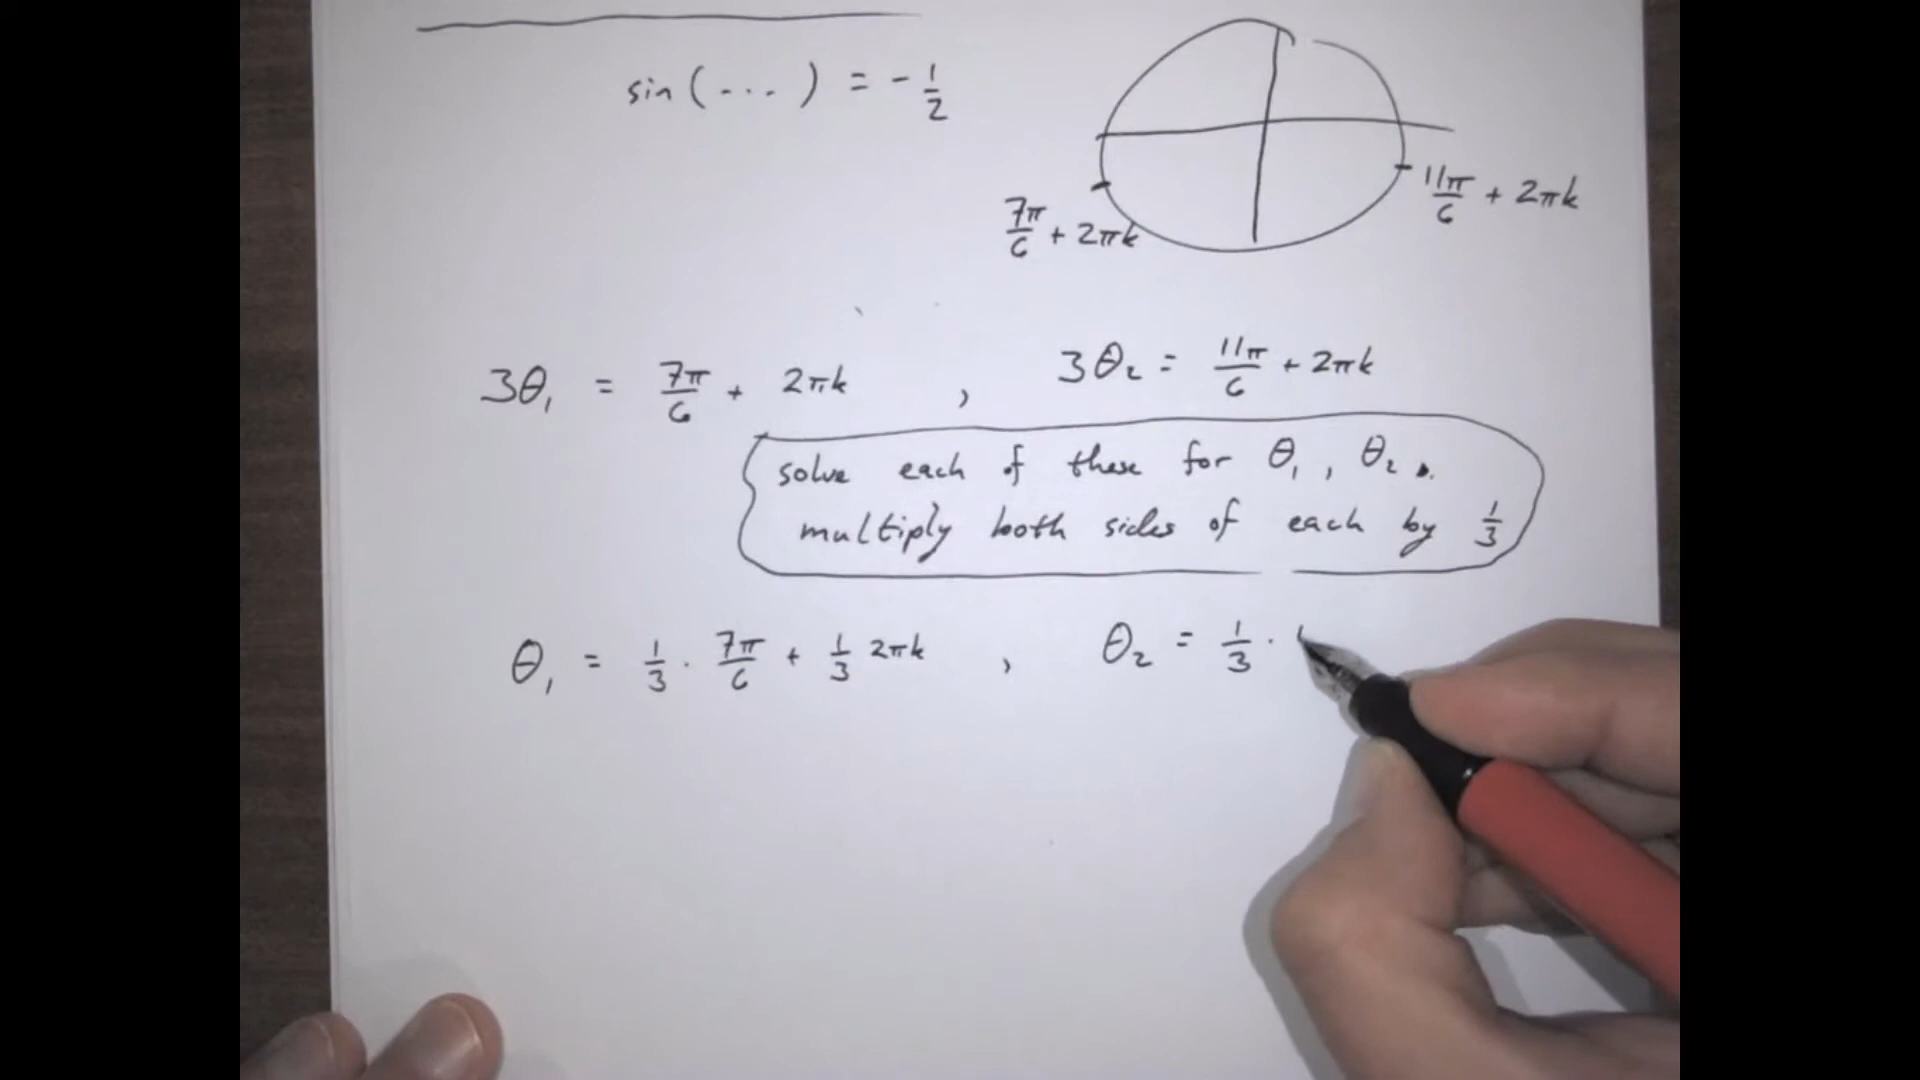 sin (...) = - 1/2
7π/6 + 2πk
11π/6 + 2πk
3θ₁ = 7π/6 + 2πk , 3θ₂ = 11π/6 + 2πk
solve each of these for θ₁, θ₂.
multiply both sides of each by 1/3
θ₁ = 1/3 · 7π/6 + 1/3 2πk , θ₂ = 1/3 ·